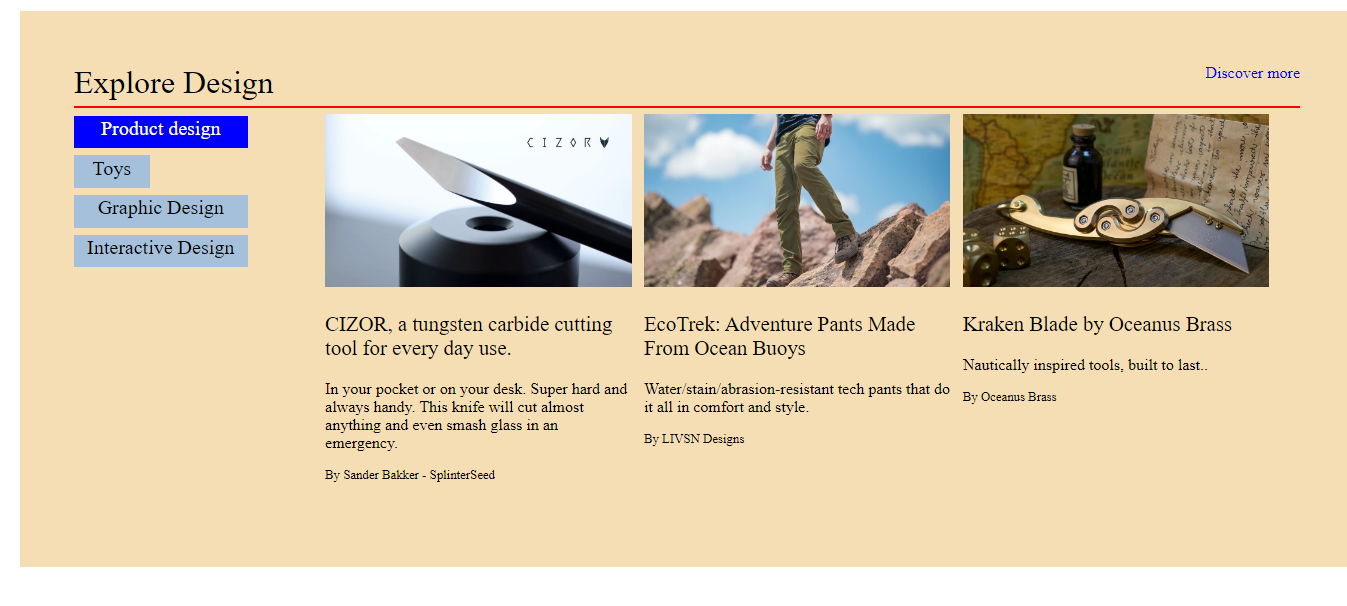 Explore Design
Discover more
Product design
Toys
Graphic Design
Interactive Design
CIZOR
CIZOR, a tungsten carbide cutting
tool for every day use.
In your pocket or on your desk. Super hard and
always handy. This knife will cut almost
anything and even smash glass in an
emergency.
By Sander Bakker - SplinterSeed
EcoTrek: Adventure Pants Made
From Ocean Buoys
Water/stain/abrasion-resistant tech pants that do
it all in comfort and style.
By LIVSN Designs
South
Atlantic
Ocean
Kraken Blade by Oceanus Brass
Nautically inspired tools, built to last..
By Oceanus Brass